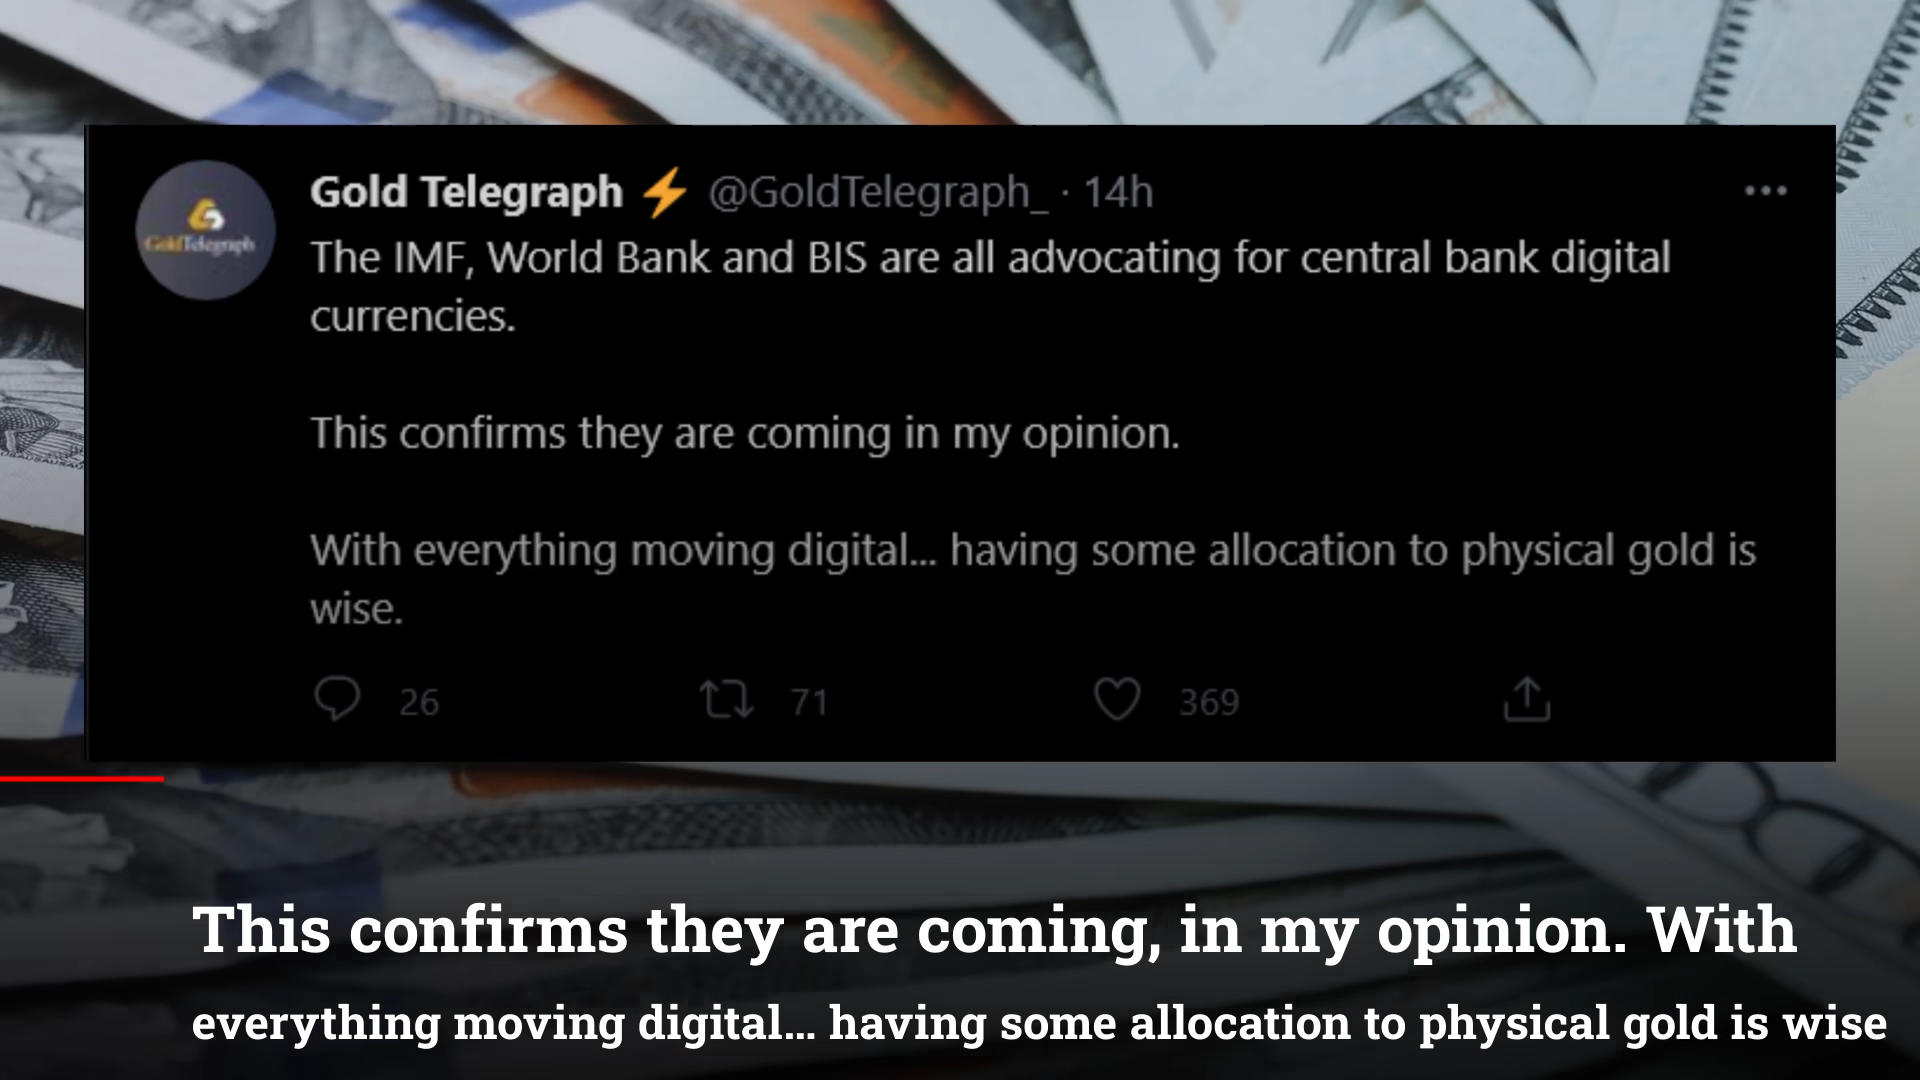 Gold Telegraph⚡ @GoldTelegraph_ · 14h
GoldTelegraph
The IMF, World Bank and BIS are all advocating for central bank digital
currencies.
This confirms they are coming in my opinion.
With everything moving digital... having some allocation to physical gold is
wise.
26 71 369
This confirms they are coming, in my opinion. With
everything moving digital... having some allocation to physical gold is wise